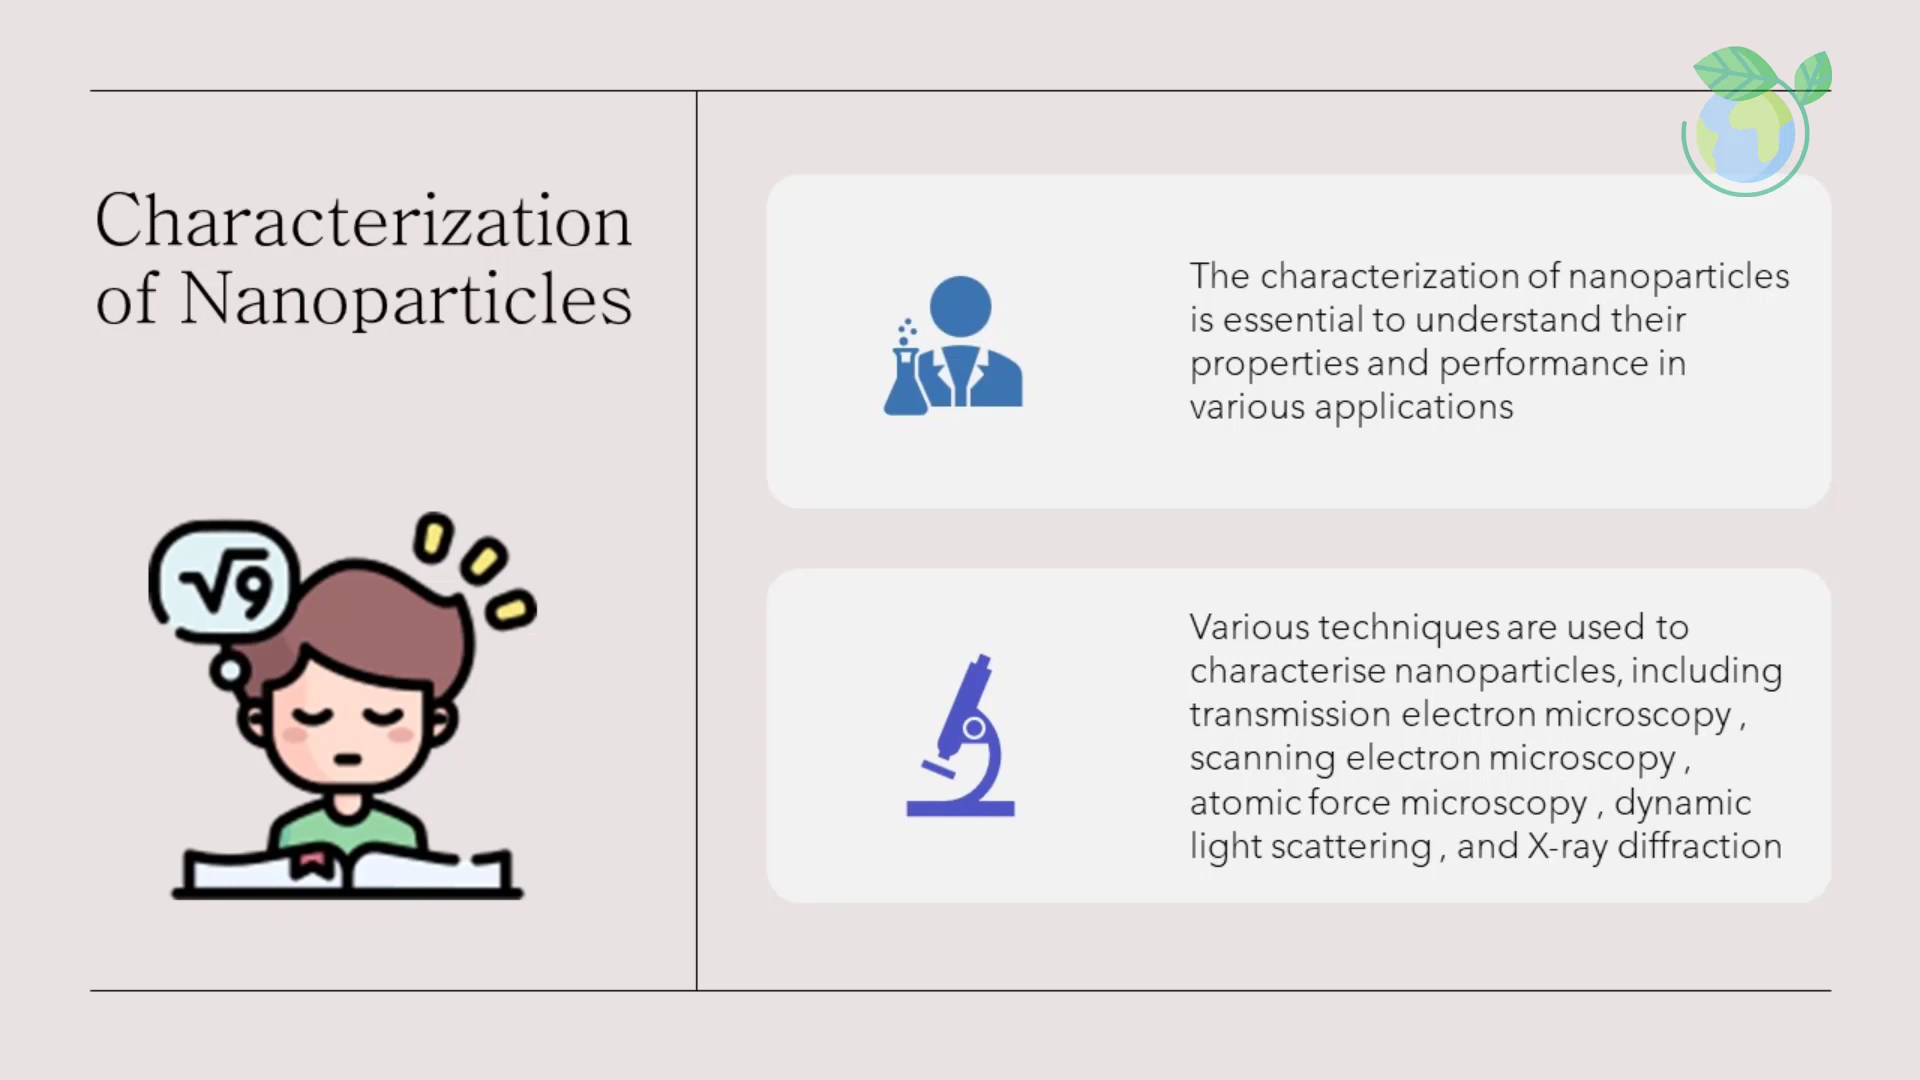 Characterization
of Nanoparticles
√9
The characterization of nanoparticles
is essential to understand their
properties and performance in
various applications
Various techniques are used to
characterise nanoparticles, including
transmission electron microscopy ,
scanning electron microscopy ,
atomic force microscopy , dynamic
light scattering , and X-ray diffraction